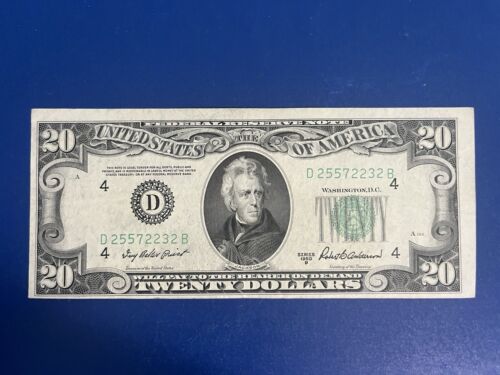 FEDERAL RESERVE NOTE
20 THE UNITED STATES OF AMERICA 20
THIS NOTE IS LEGAL TENDER FOR ALL DEBTS, PUBLIC
AND PRIVATE, AND IS REDEEMABLE IN LAWFUL MONEY AT THE UNITED
STATES TREASURY, OR AT ANY FEDERAL RESERVE BANK
D 25572232 B
A
4
4
WASHINGTON, D.C.
D
D 25572232 B
4
4
Ivy Baker Priest
Treasurer of the United States
SERIES
1950
B
Robert B. Anderson
Secretary of the Treasury
WILL PAY TO THE BEARER ON DEMAND
20 TWENTY DOLLARS 20